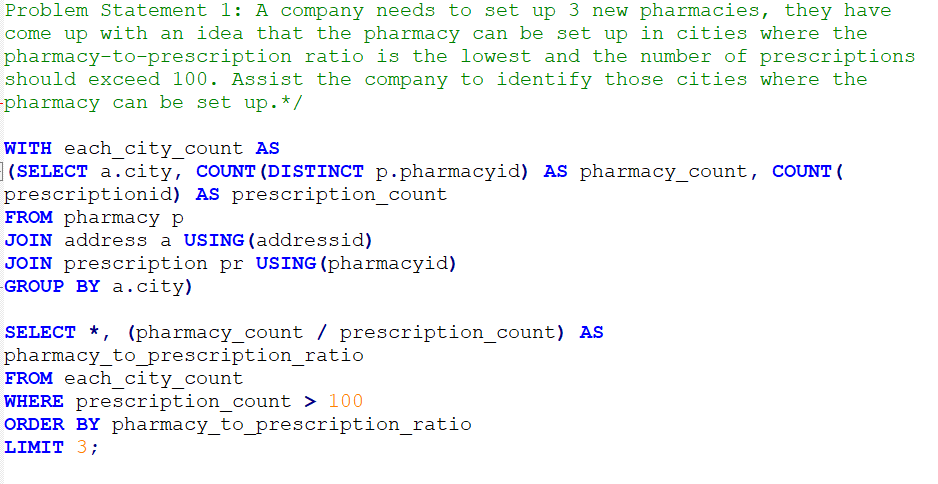 Problem Statement 1: A company needs to set up 3 new pharmacies, they have
come up with an idea that the pharmacy can be set up in cities where the
pharmacy-to-prescription ratio is the lowest and the number of prescriptions
should exceed 100. Assist the company to identify those cities where the
pharmacy can be set up.*/
WITH each_city_count AS
(SELECT a.city, COUNT(DISTINCT p.pharmacyid) AS pharmacy_count, COUNT(
prescriptionid) AS prescription_count
FROM pharmacy p
JOIN address a USING(addressid)
JOIN prescription pr USING(pharmacyid)
GROUP BY a.city)
SELECT *, (pharmacy_count / prescription_count) AS
pharmacy_to_prescription_ratio
FROM each_city_count
WHERE prescription_count > 100
ORDER BY pharmacy_to_prescription_ratio
LIMIT 3;